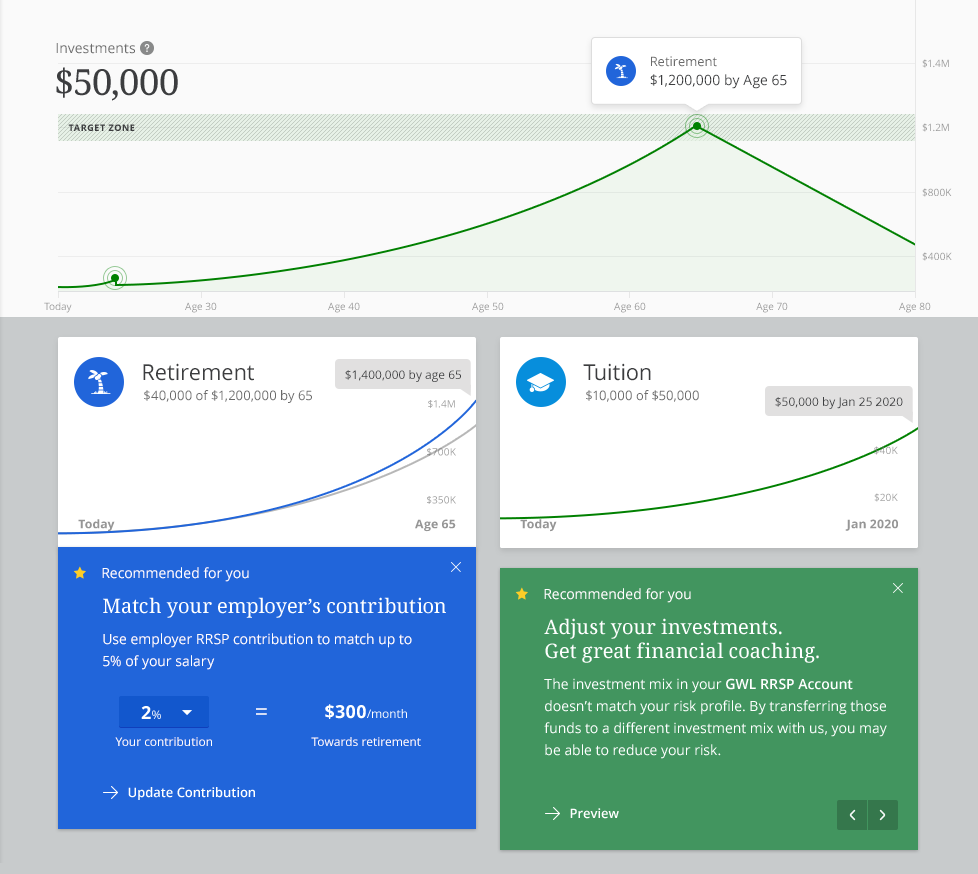 Investments ?
$50,000
Retirement
$1,200,000 by Age 65
$1.4M
TARGET ZONE
$1.2M
$800K
$400K
Today
Age 30
Age 40
Age 50
Age 60
Age 70
Age 80
Retirement
$40,000 of $1,200,000 by 65
$1,400,000 by age 65
$1.4M
$700K
$350K
Today
Age 65
Recommended for you
Match your employer’s contribution
Use employer RRSP contribution to match up to
5% of your salary
2%
=
$300/month
Your contribution
Towards retirement
Update Contribution
Tuition
$10,000 of $50,000
$50,000 by Jan 25 2020
$40K
$20K
Today
Jan 2020
Recommended for you
Adjust your investments.
Get great financial coaching.
The investment mix in your GWL RRSP Account
doesn’t match your risk profile. By transferring those
funds to a different investment mix with us, you may
be able to reduce your risk.
Preview